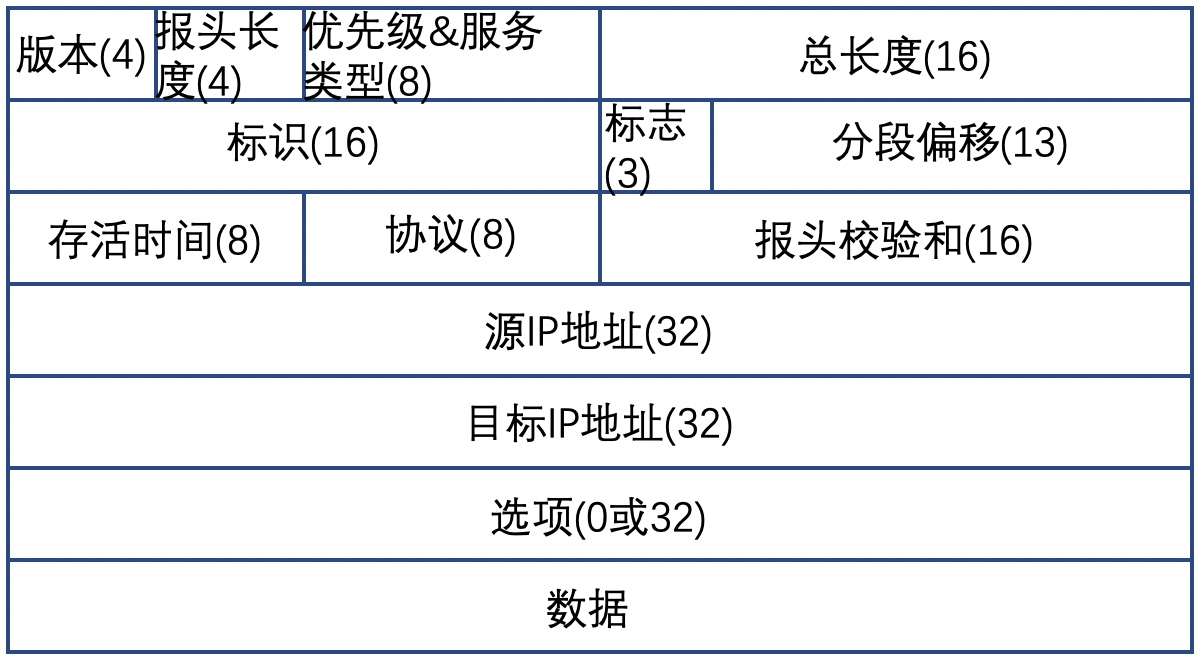 版本(4)
报头长
度(4)
优先级&服务
类型(8)
总长度(16)
标识(16)
标志
(3)
分段偏移(13)
存活时间(8)
协议(8)
报头校验和(16)
源IP地址(32)
目标IP地址(32)
选项(0或32)
数据